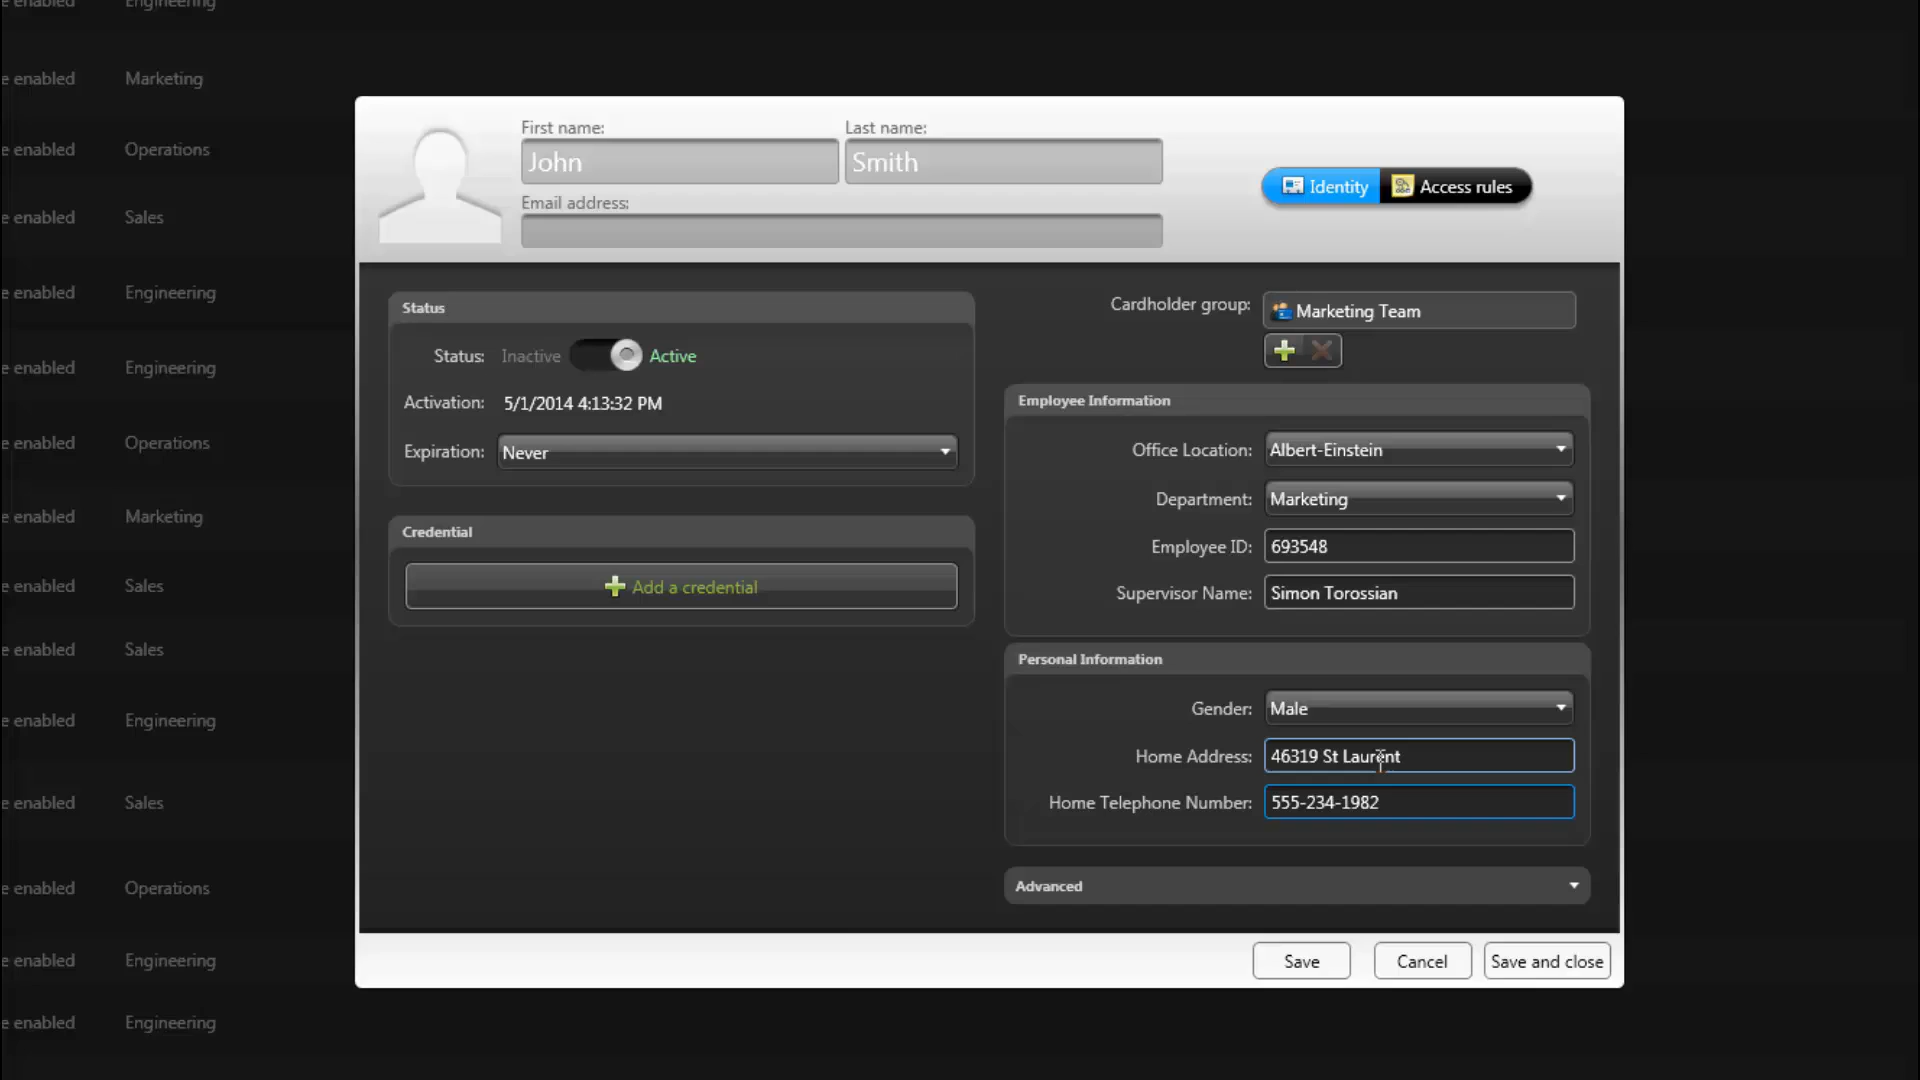 e enabled Engineering
e enabled Marketing
e enabled Operations
e enabled Sales
e enabled Engineering
e enabled Engineering
e enabled Operations
e enabled Marketing
e enabled Sales
e enabled Sales
e enabled Engineering
e enabled Sales
e enabled Operations
e enabled Engineering
e enabled Engineering
First name: Last name:
John Smith
Email address:
Identity Access rules
Status
Status: Inactive Active
Activation: 5/1/2014 4:13:32 PM
Expiration: Never
Credential
Add a credential
Cardholder group: Marketing Team
Employee Information
Office Location: Albert-Einstein
Department: Marketing
Employee ID: 693548
Supervisor Name: Simon Torossian
Personal Information
Gender: Male
Home Address: 46319 St Laurent
Home Telephone Number: 555-234-1982
Advanced
Save Cancel Save and close